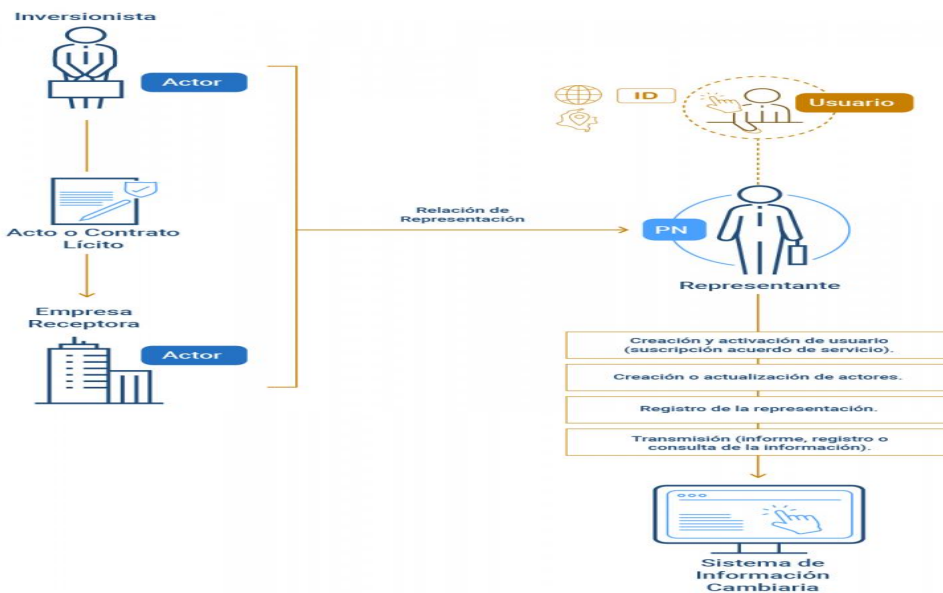 Inversionista
Actor
Acto o Contrato
Lícito
Empresa
Receptora
Actor
Relación de
Representación
ID
Usuario
PN
Representante
Creación y activación de usuario
(suscripción acuerdo de servicio).
Creación o actualización de actores.
Registro de la representación.
Transmisión (informe, registro o
consulta de la información).
Sistema de
Información
Cambiaria